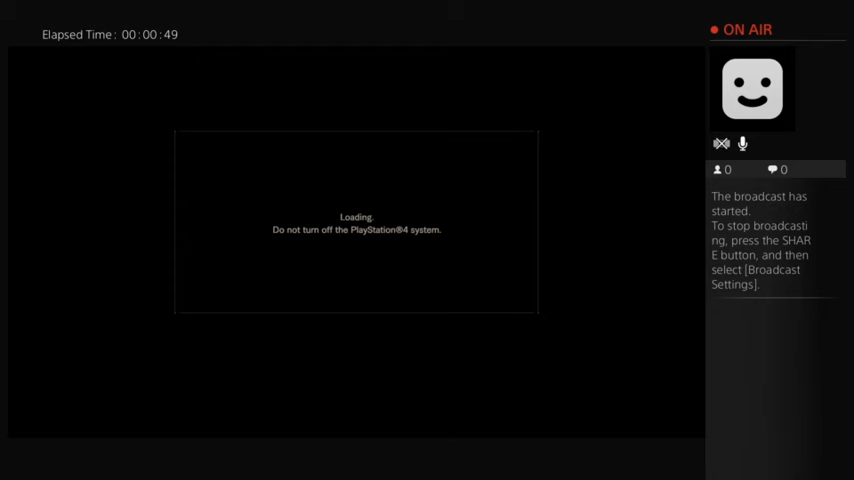 Elapsed Time: 00:00:49
ON AIR
0 0
The broadcast has
started.
To stop broadcasti
ng, press the SHAR
E button, and then
select [Broadcast
Settings].
Loading.
Do not turn off the PlayStation®4 system.